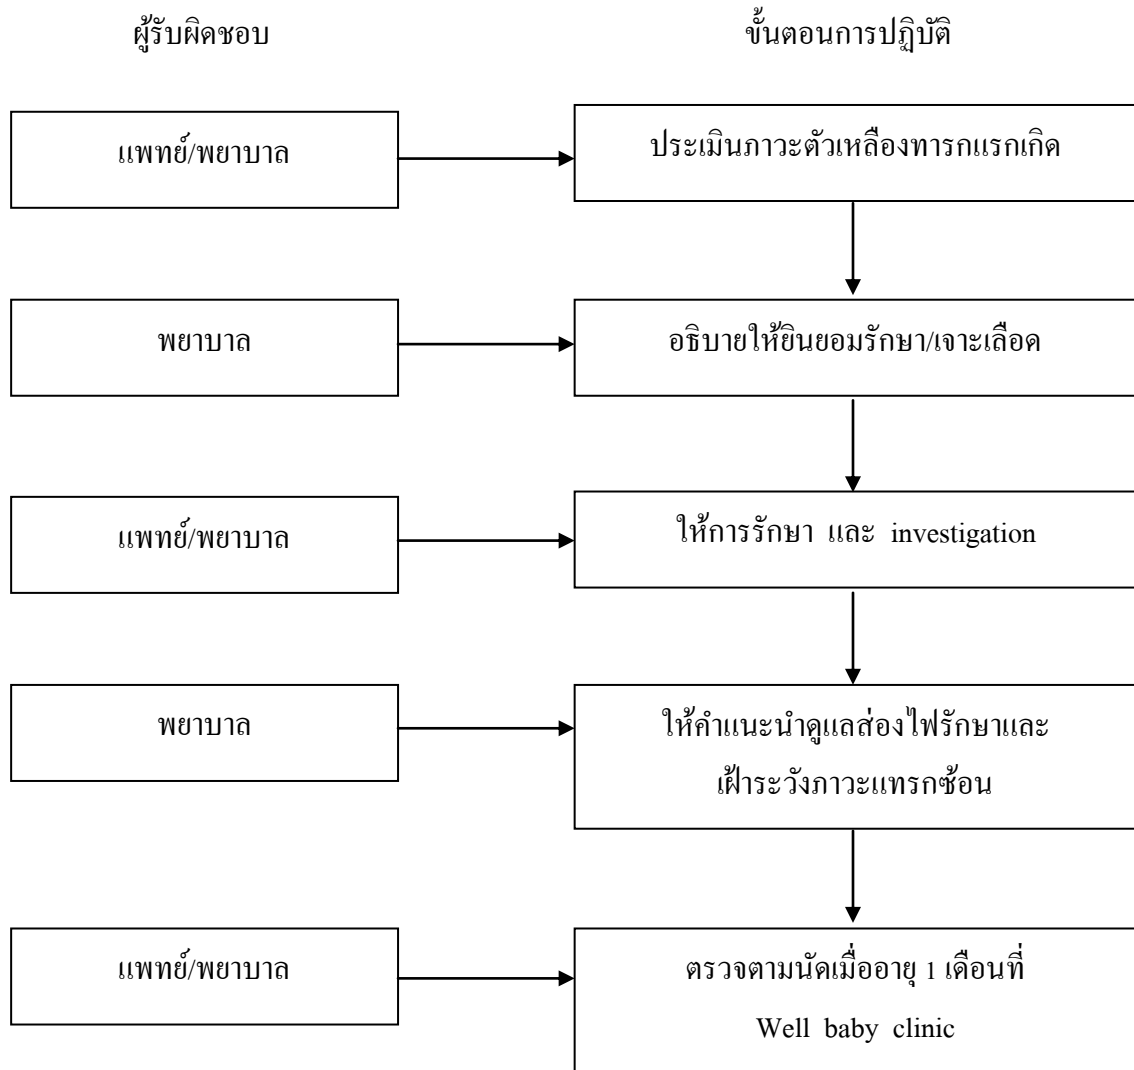 ผู้รับผิดชอบ ขั้นตอนการปฏิบัติ
แพทย์/พยาบาล ประเมินภาวะตัวเหลืองทารกแรกเกิด
พยาบาล อธิบายให้ยินยอมรักษา/เจาะเลือด
แพทย์/พยาบาล ให้การรักษา และ investigation
พยาบาล ให้คำแนะนำดูแลส่องไฟรักษาและ
เฝ้าระวังภาวะแทรกซ้อน
แพทย์/พยาบาล ตรวจตามนัดเมื่ออายุ 1 เดือนที่
Well baby clinic